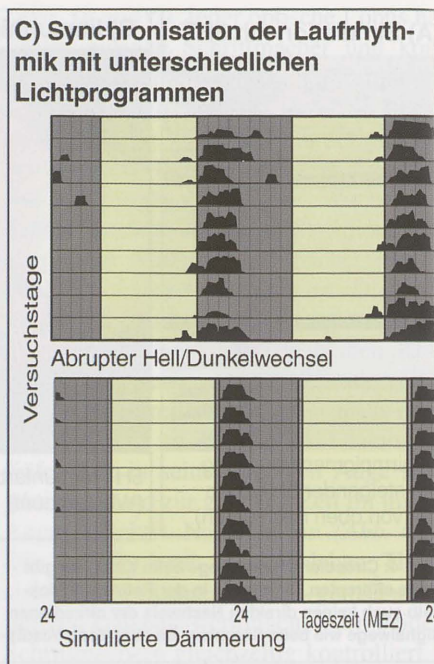 C) Synchronisation der Laufrhyth-
mik mit unterschiedlichen
Lichtprogrammen
Versuchstage
Abrupter Hell/Dunkelwechsel
24
24
Tageszeit (MEZ)
Simulierte Dämmerung